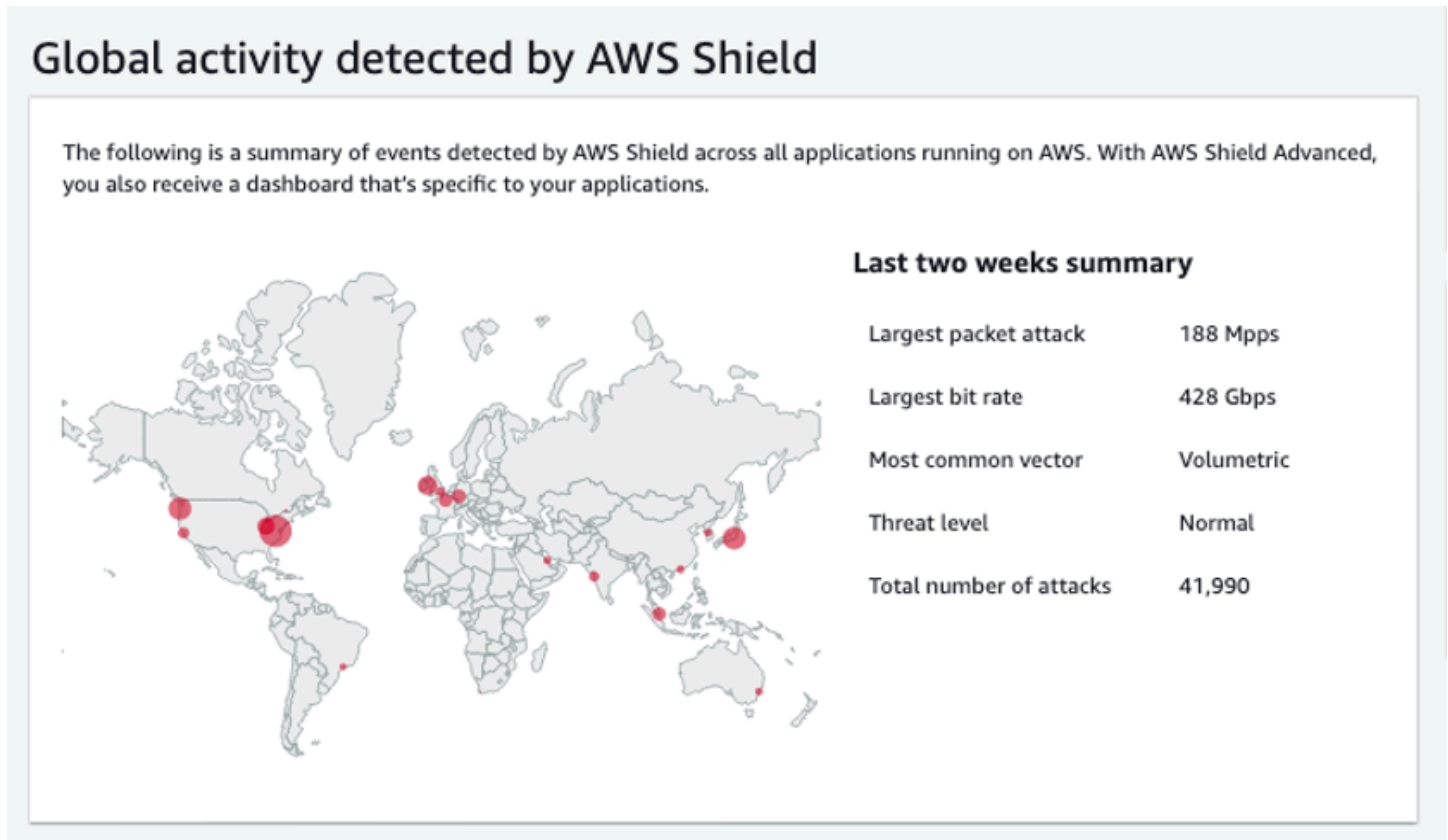 Global activity detected by AWS Shield
The following is a summary of events detected by AWS Shield across all applications running on AWS. With AWS Shield Advanced,
you also receive a dashboard that's specific to your applications.
Last two weeks summary
Largest packet attack 188 Mpps
Largest bit rate 428 Gbps
Most common vector Volumetric
Threat level Normal
Total number of attacks 41,990